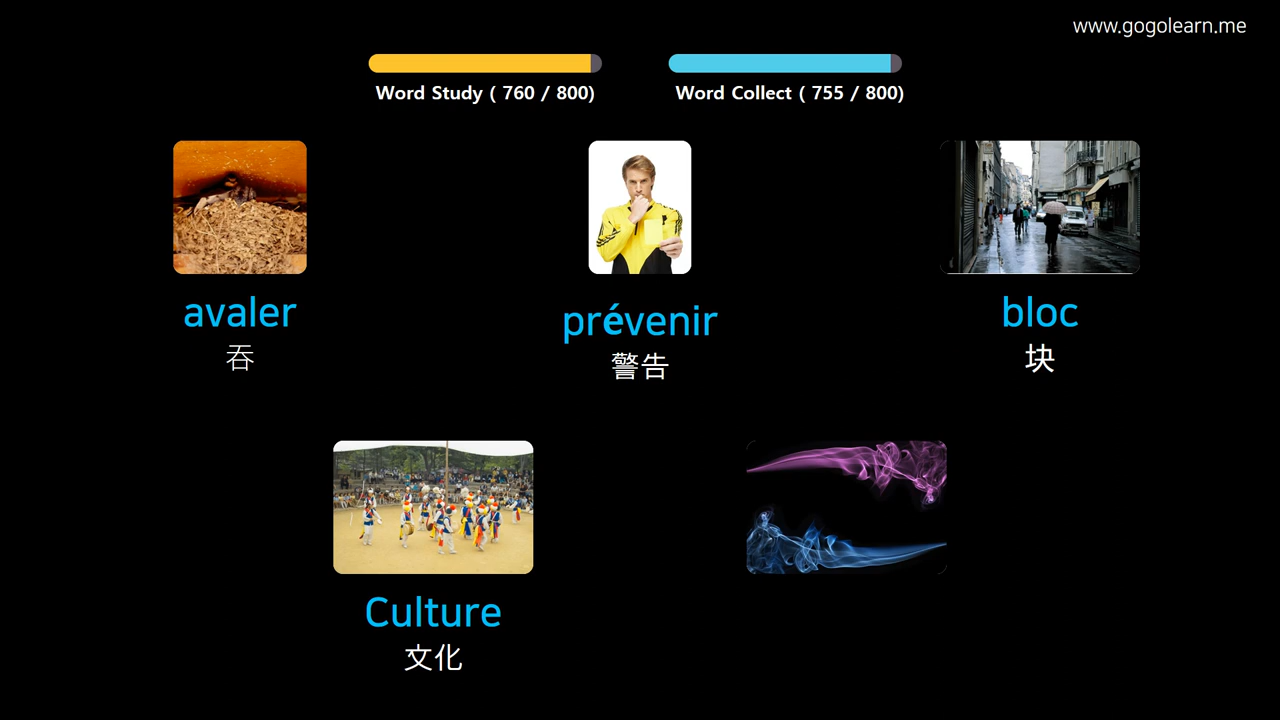 www.gogolearn.me
Word Study ( 760 / 800)
Word Collect ( 755 / 800)
avaler
吞
prévenir
警告
bloc
块
Culture
文化